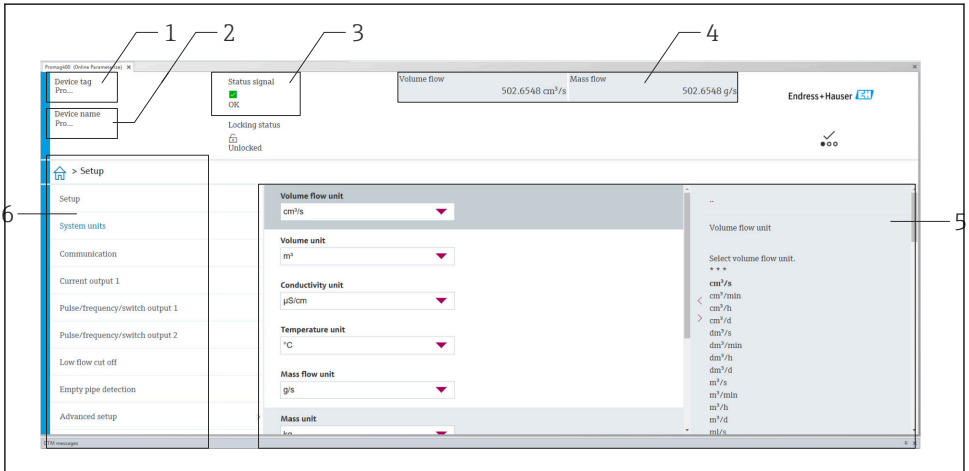 1
2
3
4
Promag400 (Online Parameterize) ×
Device tag
Pro...
Status signal
OK
Volume flow
502.6548 cm³/s
Mass flow
502.6548 g/s
Endress+Hauser EH
Device name
Pro...
Locking status
Unlocked
> Setup
6
5
Setup
System units
Communication
Current output 1
Pulse/frequency/switch output 1
Pulse/frequency/switch output 2
Low flow cut off
Empty pipe detection
Advanced setup
Volume flow unit
cm³/s
Volume unit
m³
Conductivity unit
µS/cm
Temperature unit
°C
Mass flow unit
g/s
Mass unit
kg
..
Volume flow unit
Select volume flow unit.
* * *
cm³/s
cm³/min
cm³/h
cm³/d
dm³/s
dm³/min
dm³/h
dm³/d
m³/s
m³/min
m³/h
m³/d
ml/s
DTM messages